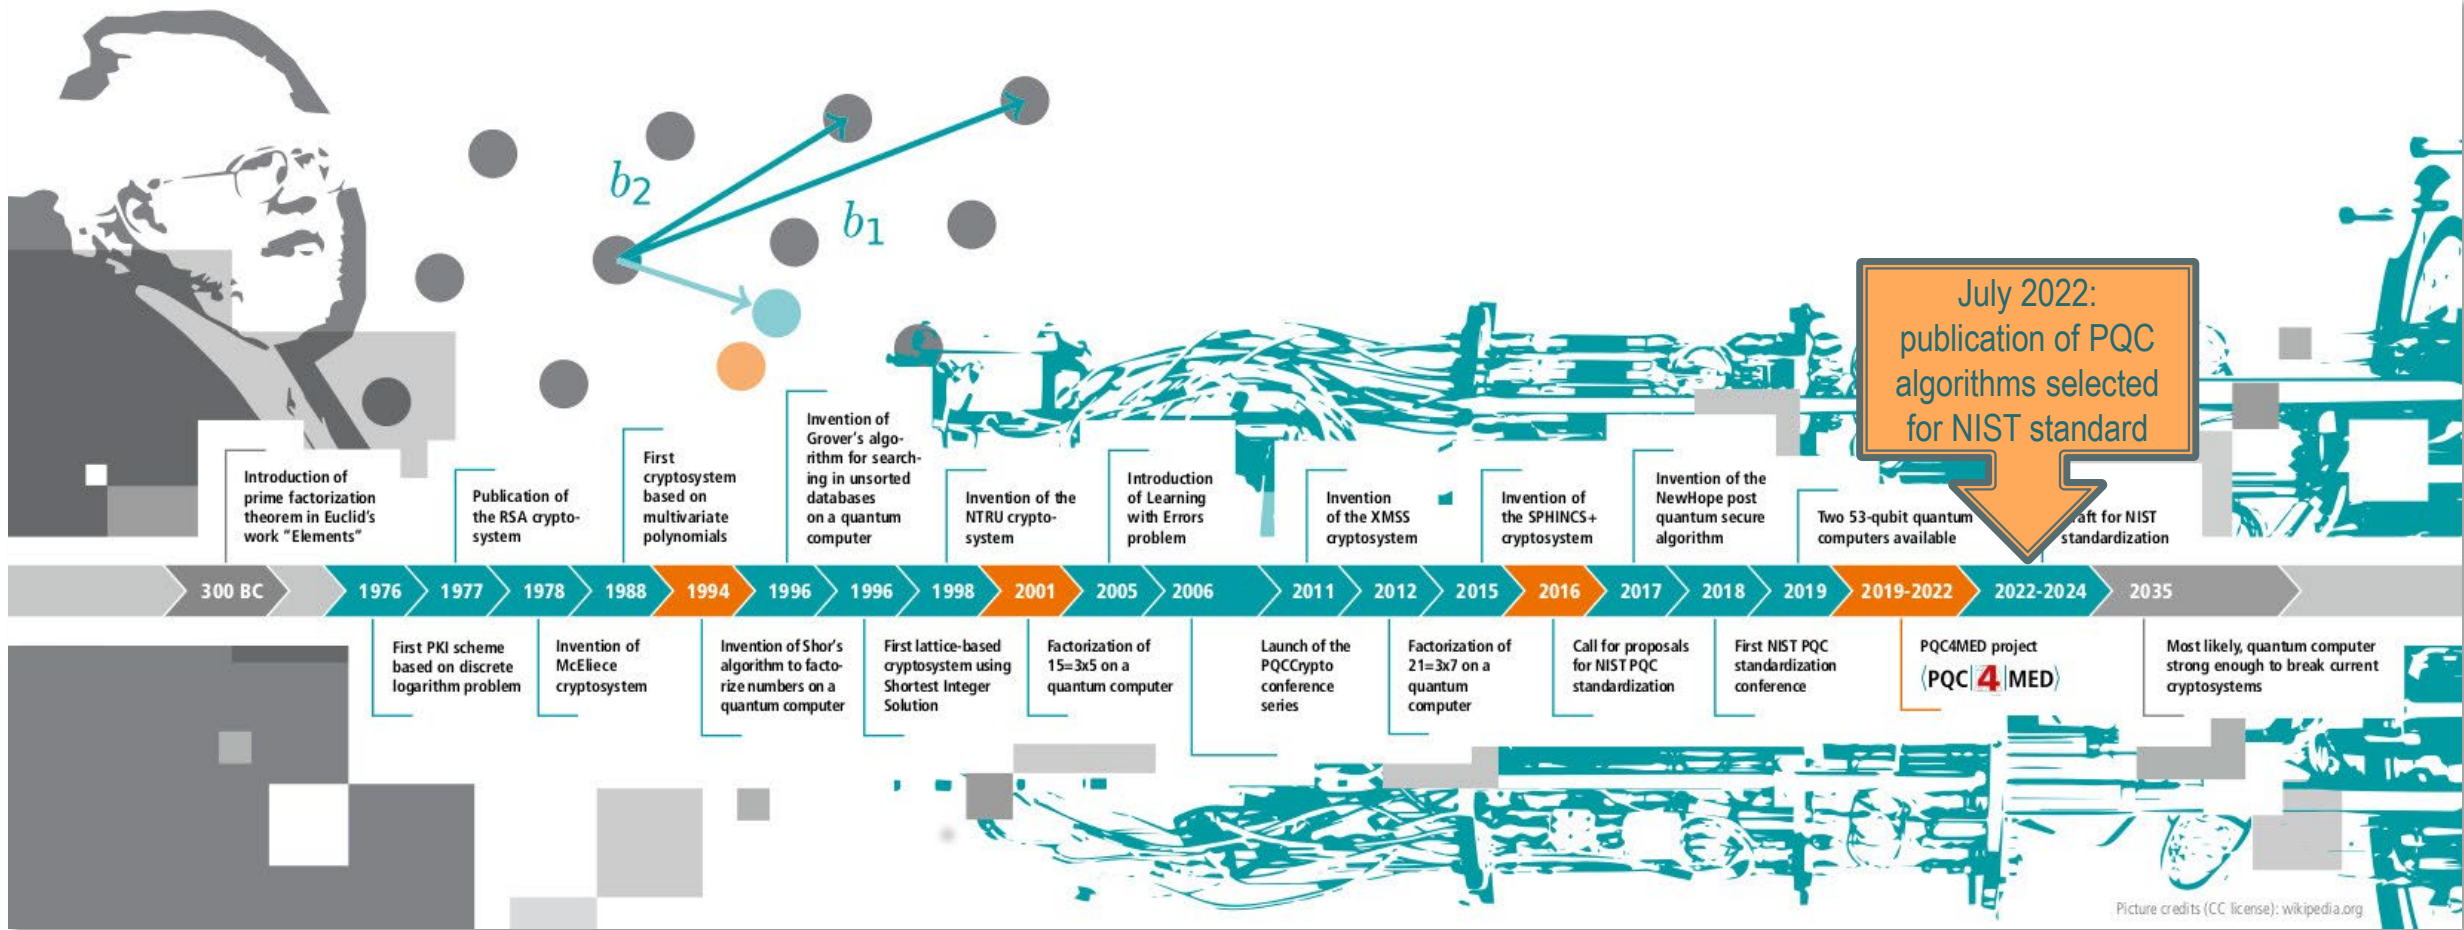 b2
b1
July 2022:
publication of PQC
algorithms selected
for NIST standard
Introduction of
prime factorization
theorem in Euclid's
work "Elements"
Publication of
the RSA crypto-
system
First
cryptosystem
based on
multivariate
polynomials
Invention of
Grover's algo-
rithm for search-
ing in unsorted
databases
on a quantum
computer
Invention of the
NTRU crypto-
system
Introduction
of Learning
with Errors
problem
Invention
of the XMSS
cryptosystem
Invention of
the SPHINCS+
cryptosystem
Invention of the
NewHope post
quantum secure
algorithm
Two 53-qubit quantum
computers available
for NIST
standardization
300 BC
1976
1977
1978
1988
1994
1996
1996
1998
2001
2005
2006
2011
2012
2015
2016
2017
2018
2019
2019-2022
2022-2024
2035
First PKI scheme
based on discrete
logarithm problem
Invention of
McEliece
cryptosystem
Invention of Shor's
algorithm to facto-
rize numbers on a
quantum computer
First lattice-based
cryptosystem using
Shortest Integer
Solution
Factorization of
15=3x5 on a
quantum computer
Launch of the
PQCCrypto
conference
series
Factorization of
21=3x7 on a
quantum
computer
Call for proposals
for NIST PQC
standardization
First NIST PQC
standardization
conference
PQC4MED project
⟨PQC|4|MED⟩
Most likely, quantum computer
strong enough to break current
cryptosystems
Picture credits (CC license): wikipedia.org